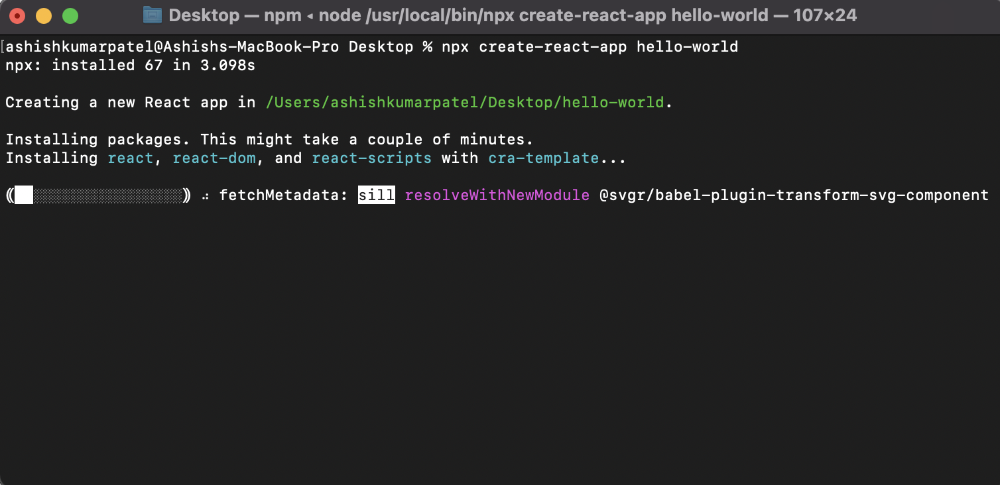 Desktop — npm ◂ node /usr/local/bin/npx create-react-app hello-world — 107×24
[ashishkumarpatel@Ashishs-MacBook-Pro Desktop % npx create-react-app hello-world
npx: installed 67 in 3.098s
Creating a new React app in /Users/ashishkumarpatel/Desktop/hello-world.
Installing packages. This might take a couple of minutes.
Installing react, react-dom, and react-scripts with cra-template...
⸨██░░░░░░░░░░░░░░░░⸩ ⠴ fetchMetadata: sill resolveWithNewModule @svgr/babel-plugin-transform-svg-component